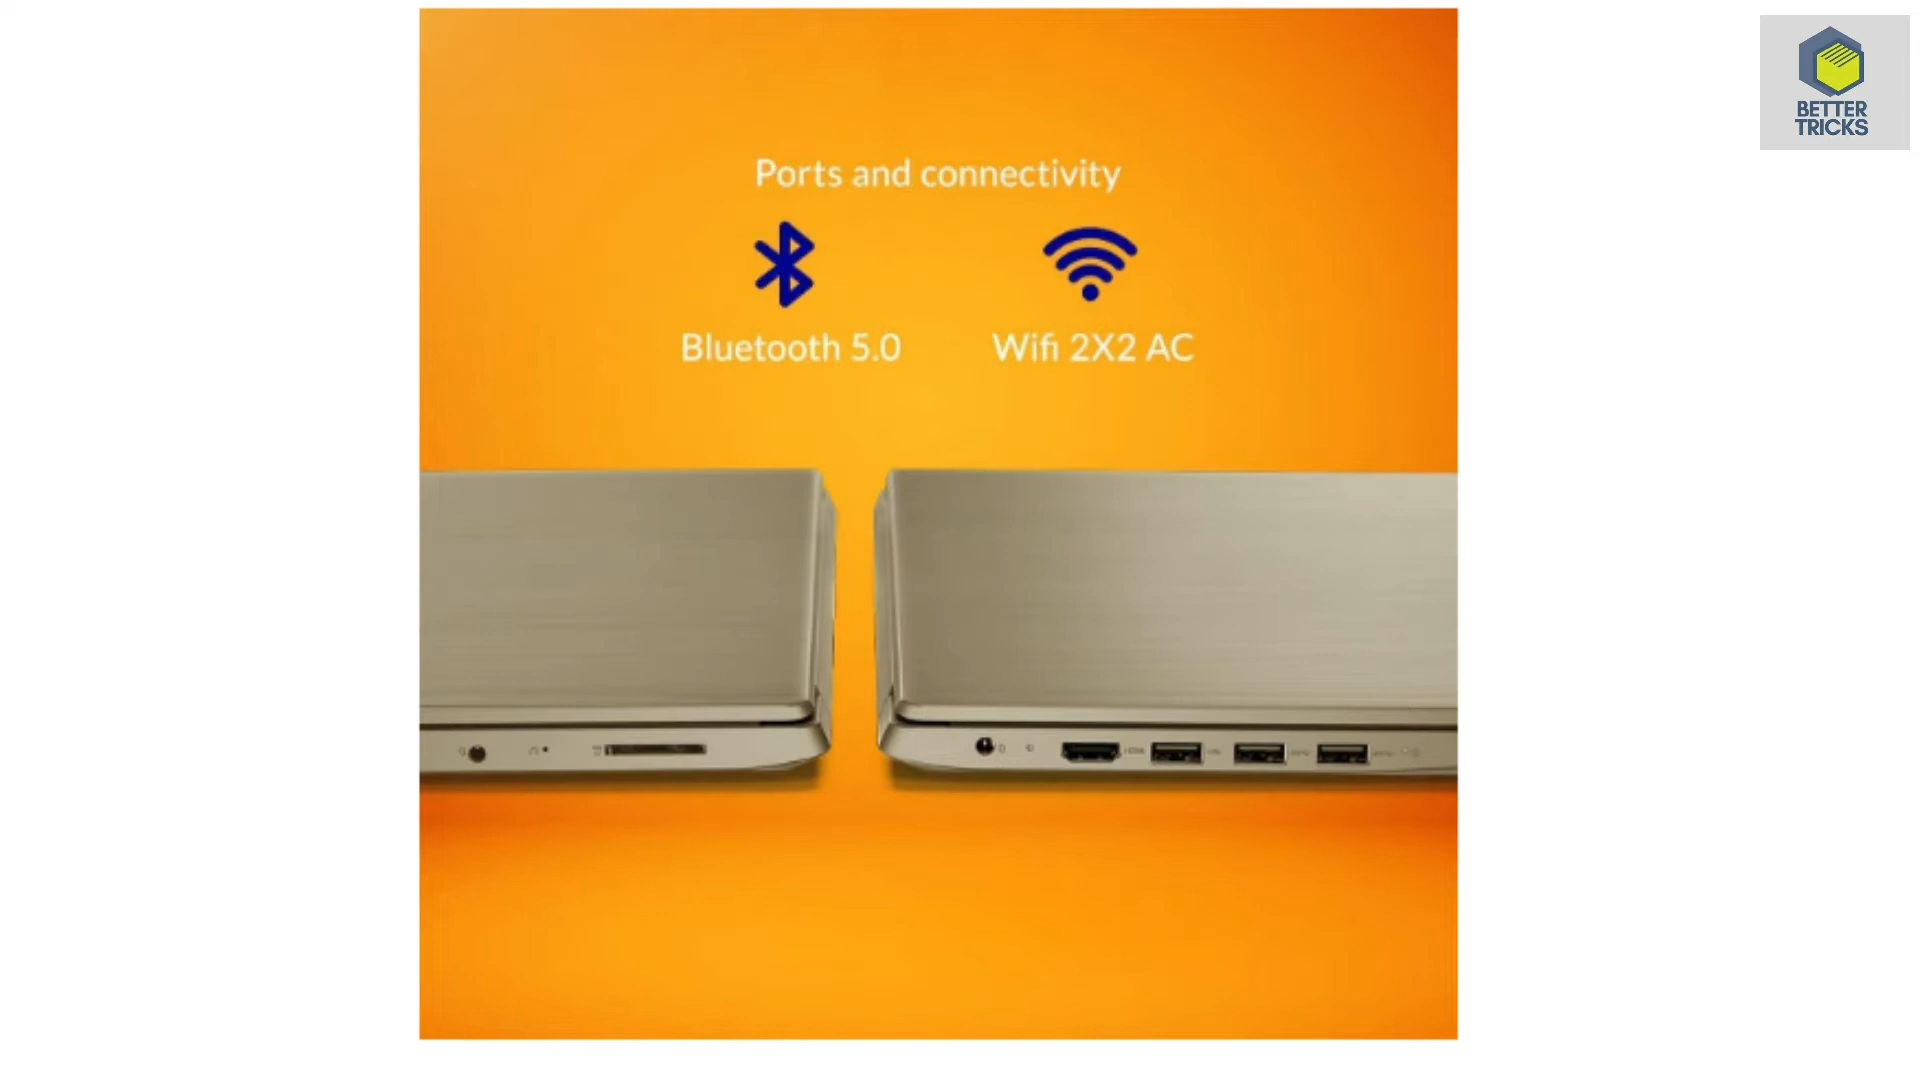 BETTER
TRICKS
Ports and connectivity
Bluetooth 5.0
Wifi 2X2 AC